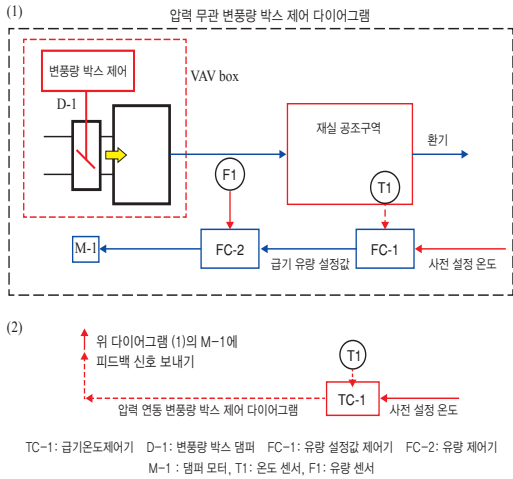 (1)
압력 무관 변풍량 박스 제어 다이어그램
변풍량 박스 제어
VAV box
D-1
재실 공조구역
환기
F1
T1
M-1
FC-2
급기 유량 설정값
FC-1
사전 설정 온도
(2)
위 다이어그램 (1)의 M-1에
피드백 신호 보내기
T1
압력 연동 변풍량 박스 제어 다이어그램
TC-1
사전 설정 온도
TC-1: 급기온도제어기 D-1: 변풍량 박스 댐퍼 FC-1: 유량 설정값 제어기 FC-2: 유량 제어기
M-1 : 댐퍼 모터, T1: 온도 센서, F1: 유량 센서